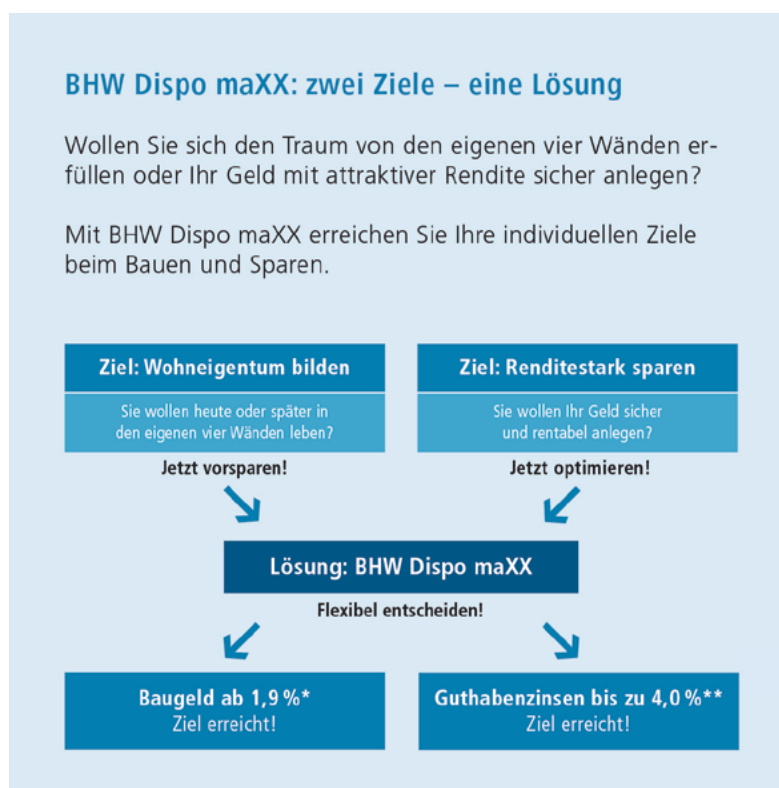 BHW Dispo maXX: zwei Ziele – eine Lösung
Wollen Sie sich den Traum von den eigenen vier Wänden er-
füllen oder Ihr Geld mit attraktiver Rendite sicher anlegen?
Mit BHW Dispo maXX erreichen Sie Ihre individuellen Ziele
beim Bauen und Sparen.
Ziel: Wohneigentum bilden
Sie wollen heute oder später in
den eigenen vier Wänden leben?
Jetzt vorsparen!
Ziel: Renditestark sparen
Sie wollen Ihr Geld sicher
und rentabel anlegen?
Jetzt optimieren!
Lösung: BHW Dispo maXX
Flexibel entscheiden!
Baugeld ab 1,9 %*
Ziel erreicht!
Guthabenzinsen bis zu 4,0 %**
Ziel erreicht!